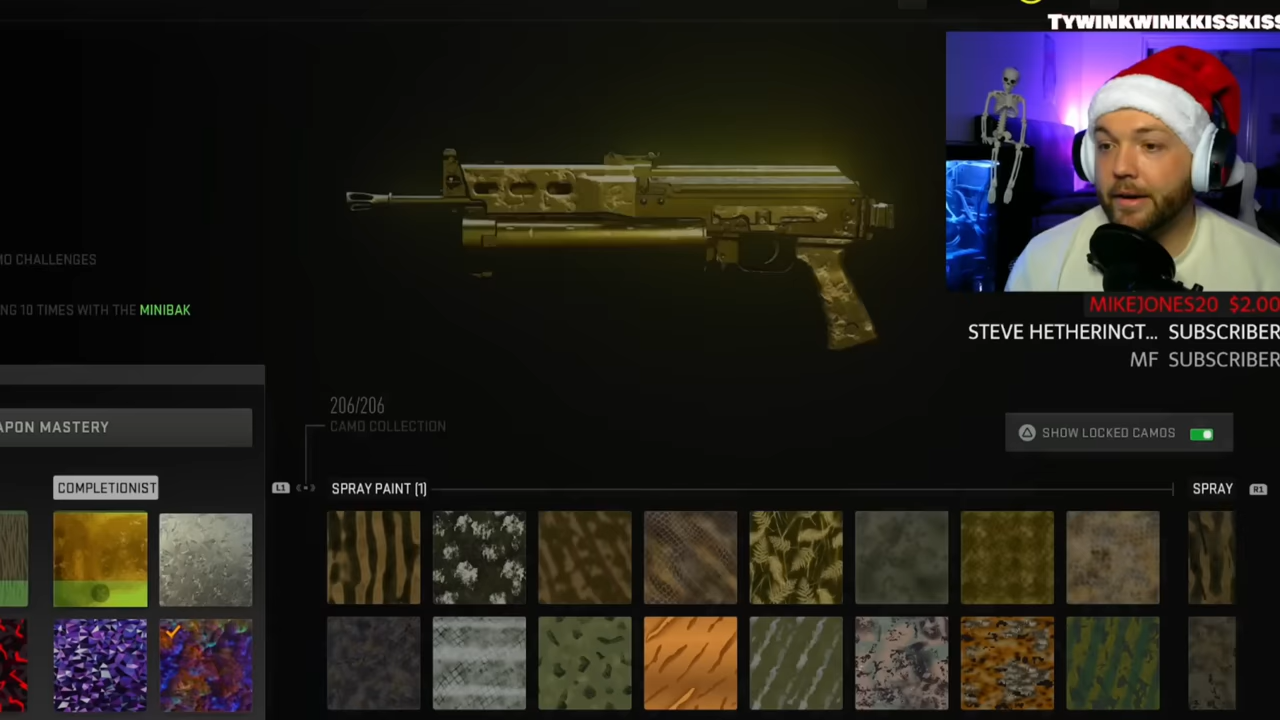 TYWINKWINKKISSKISS
MO CHALLENGES
NG 10 TIMES WITH THE MINIBAK
MIKEJONES20 $2.00
STEVE HETHERINGT... SUBSCRIBER
MF SUBSCRIBER
206/206
CAMO COLLECTION
APON MASTERY
SHOW LOCKED CAMOS
COMPLETIONIST
L1
SPRAY PAINT (1)
SPRAY
R1